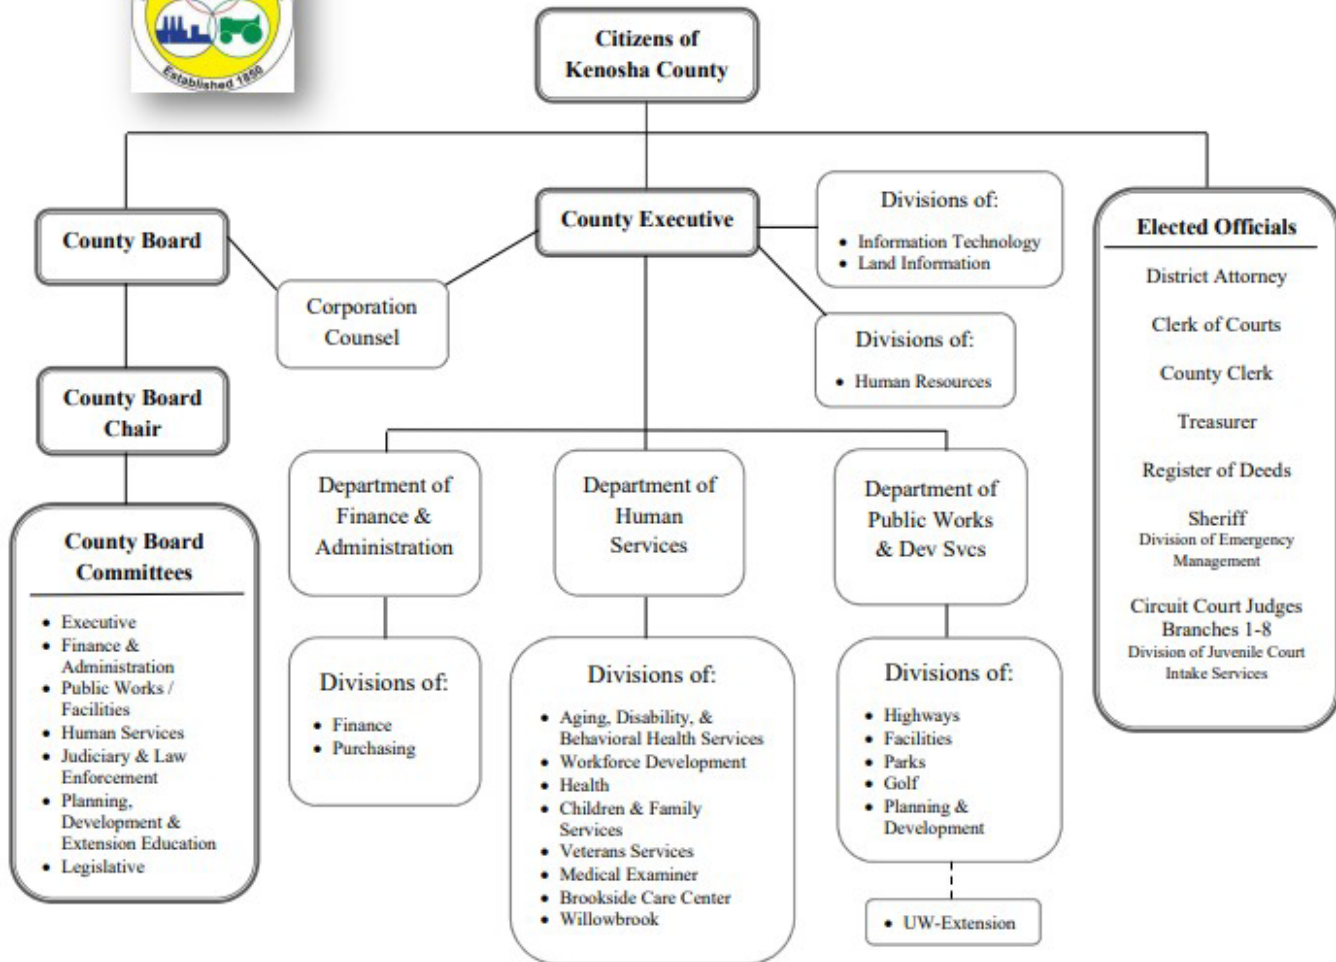 Established 1850
Citizens of
Kenosha County
County Board
County Executive
Divisions of:
• Information Technology
• Land Information
Elected Officials
District Attorney
Clerk of Courts
County Clerk
Treasurer
Register of Deeds
Sheriff
Division of Emergency
Management
Circuit Court Judges
Branches 1-8
Division of Juvenile Court
Intake Services
Corporation
Counsel
Divisions of:
• Human Resources
County Board
Chair
County Board
Committees
• Executive
• Finance &
Administration
• Public Works /
Facilities
• Human Services
• Judiciary & Law
Enforcement
• Planning,
Development &
Extension Education
• Legislative
Department of
Finance &
Administration
Divisions of:
• Finance
• Purchasing
Department of
Human
Services
Divisions of:
• Aging, Disability, &
Behavioral Health Services
• Workforce Development
• Health
• Children & Family
Services
• Veterans Services
• Medical Examiner
• Brookside Care Center
• Willowbrook
Department of
Public Works
& Dev Svcs
Divisions of:
• Highways
• Facilities
• Parks
• Golf
• Planning &
Development
• UW-Extension